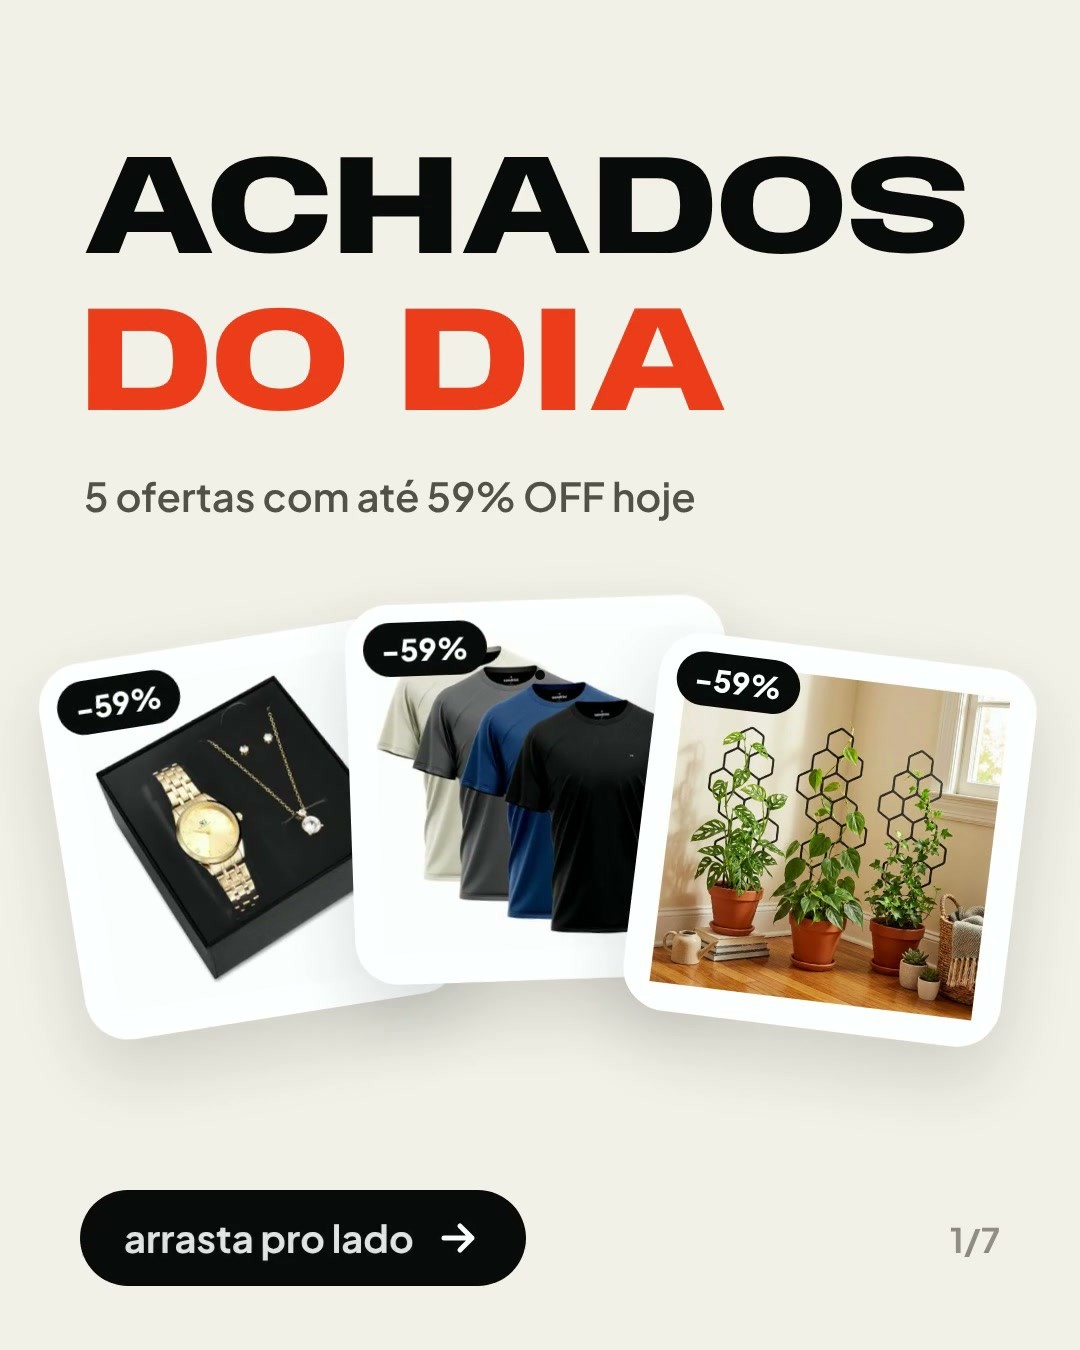 ACHADOS
DO DIA
5 ofertas com até 59% OFF hoje
-59%
-59%
-59%
arrasta pro lado →
1/7